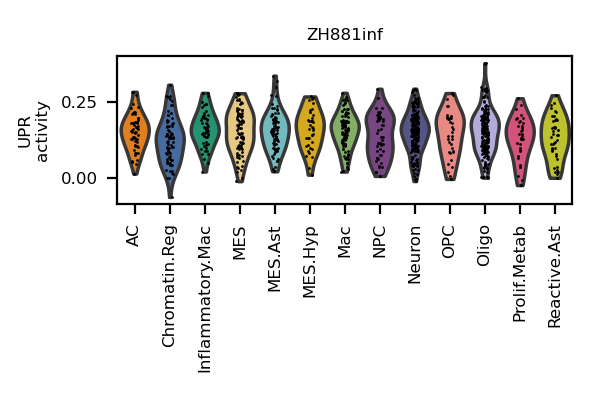 ZH881inf
UPR
activity
0.25
0.00
AC
Chromatin.Reg
Inflammatory.Mac
MES
MES.Ast
MES.Hyp
Mac
NPC
Neuron
OPC
Oligo
Prolif.Metab
Reactive.Ast